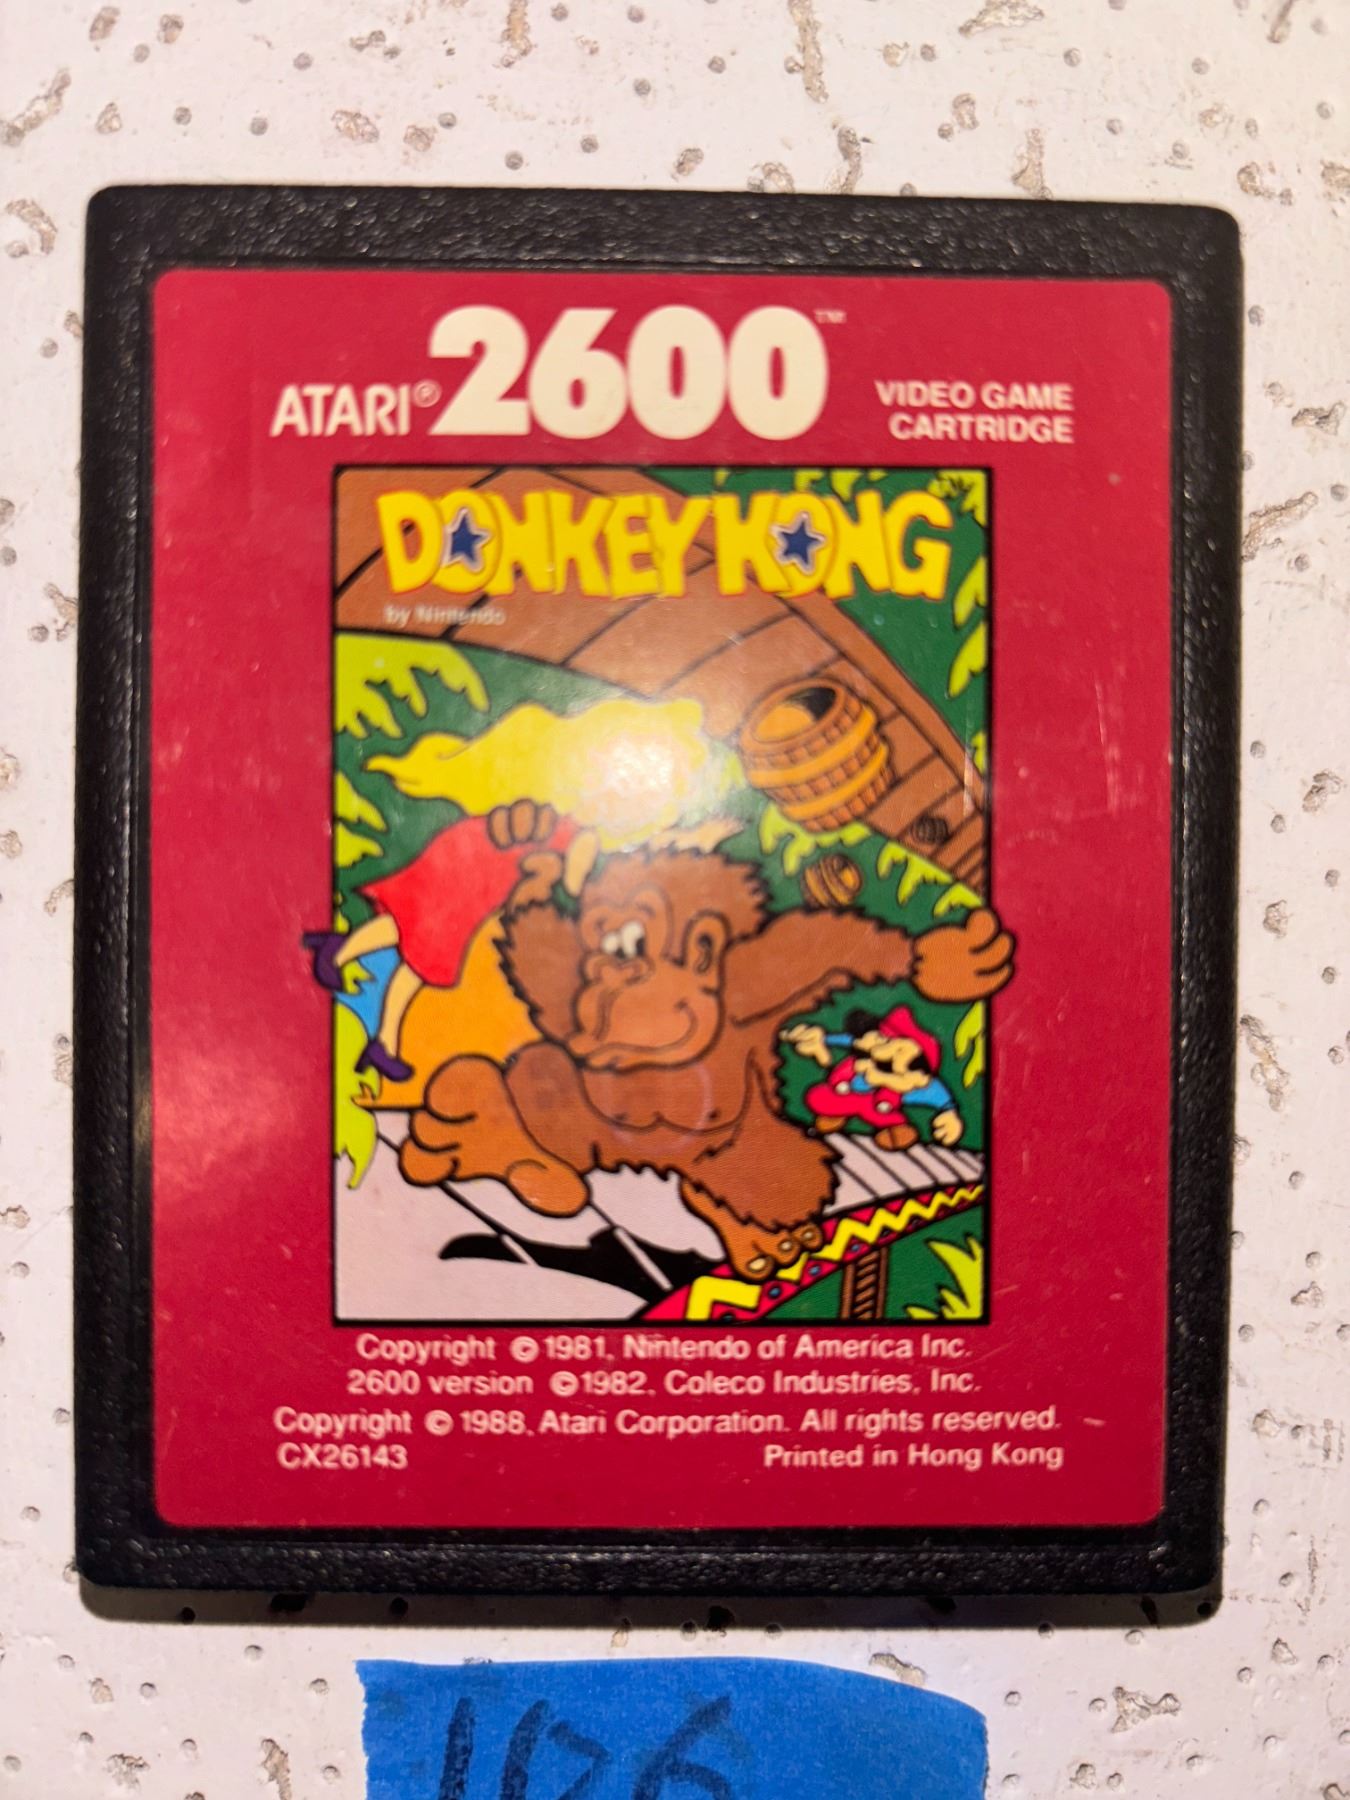 ATARI® 2600™ VIDEO GAME
CARTRIDGE
DONKEY KONG™
by Nintendo
Copyright © 1981, Nintendo of America Inc.
2600 version © 1982, Coleco Industries, Inc.
Copyright © 1988, Atari Corporation. All rights reserved.
CX26143 Printed in Hong Kong